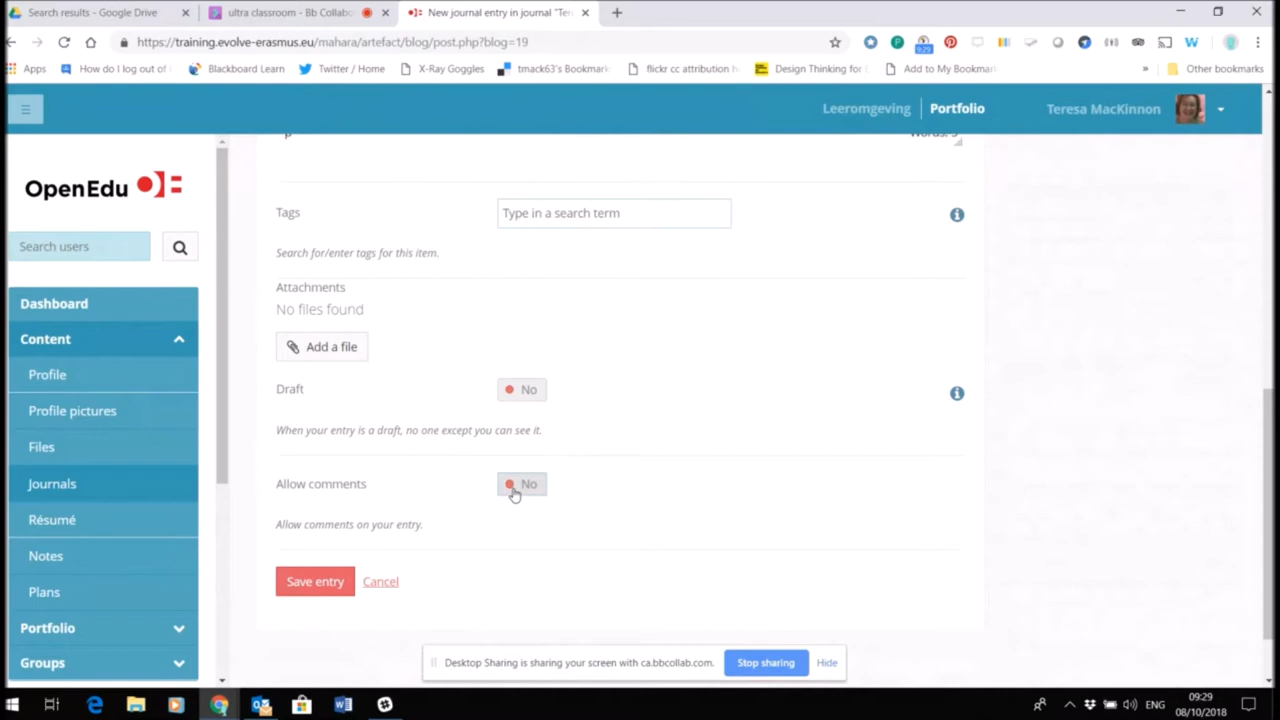 Search results - Google Drive
ultra classroom - Bb Collabo
New journal entry in journal "Ter
https://training.evolve-erasmus.eu/mahara/artefact/blog/post.php?blog=19
9:29
Apps
How do I log out of
Blackboard Learn
Twitter / Home
X-Ray Goggles
tmack63's Bookmark
flickr cc attribution h
Design Thinking for
Add to My Bookmar
Other bookmarks
Leeromgeving
Portfolio
Teresa MacKinnon
OpenEdu
Search users
Dashboard
Content
Profile
Profile pictures
Files
Journals
Résumé
Notes
Plans
Portfolio
Groups
Tags
Type in a search term
Search for/enter tags for this item.
Attachments
No files found
Add a file
Draft
No
When your entry is a draft, no one except you can see it.
Allow comments
No
Allow comments on your entry.
Save entry
Cancel
Desktop Sharing is sharing your screen with ca.bbcollab.com.
Stop sharing
Hide
ENG
09:29
08/10/2018